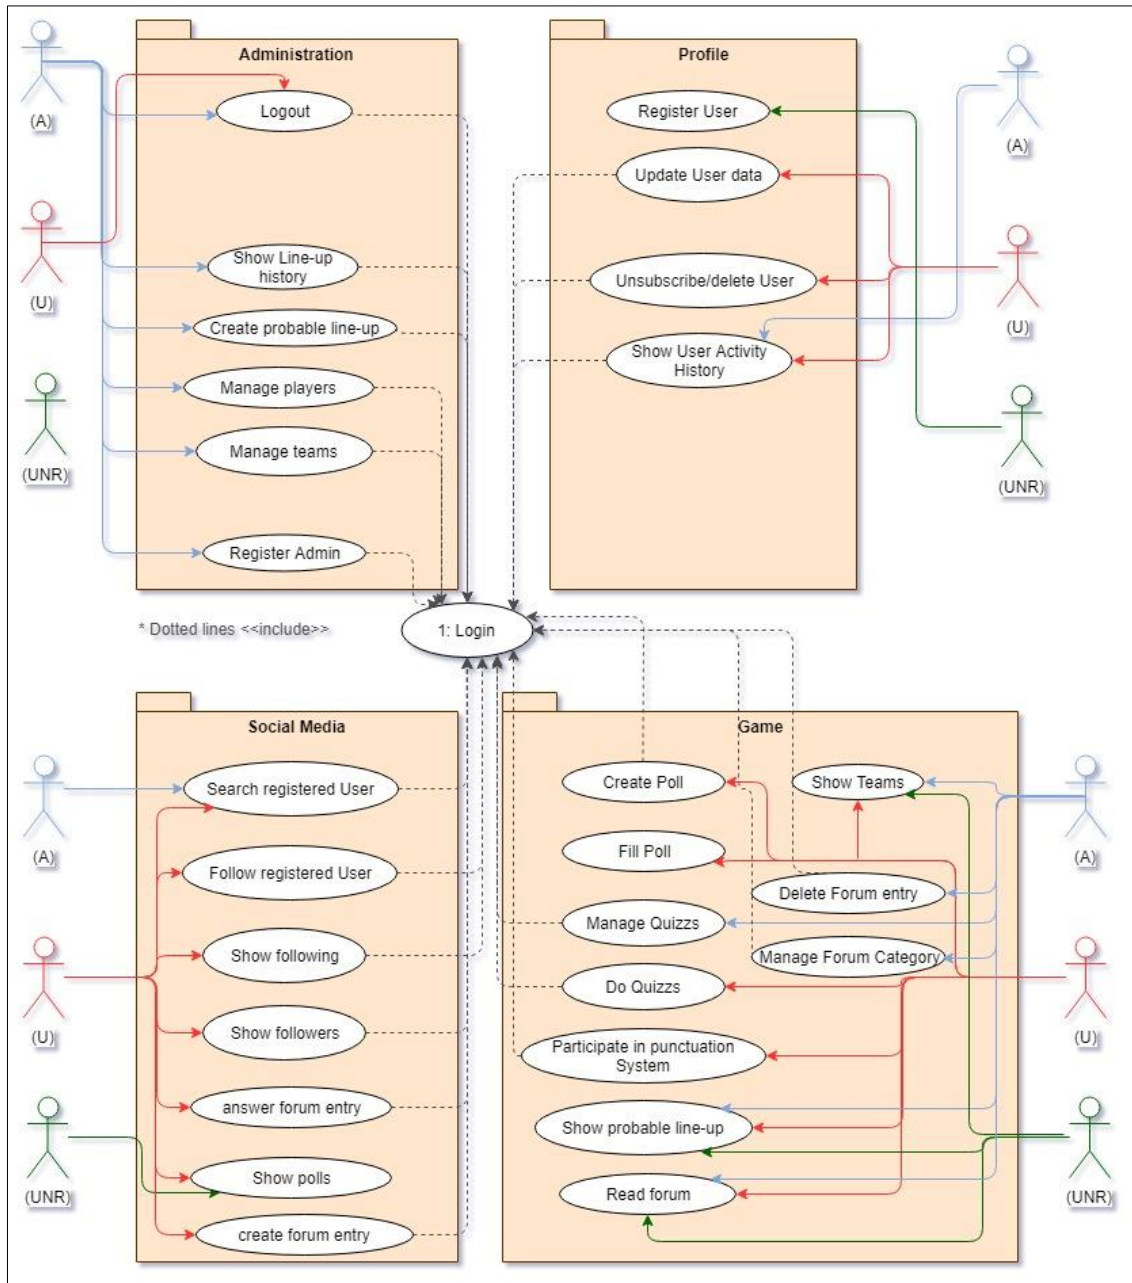 Administration
Logout
Show Line-up
history
Create probable line-up
Manage players
Manage teams
Register Admin
(A)
(U)
(UNR)
Profile
Register User
Update User data
Unsubscribe/delete User
Show User Activity
History
(A)
(U)
(UNR)
* Dotted lines <<include>>
1: Login
Social Media
Search registered User
Follow registered User
Show following
Show followers
answer forum entry
Show polls
create forum entry
(A)
(U)
(UNR)
Game
Create Poll
Show Teams
Fill Poll
Delete Forum entry
Manage Quizzs
Manage Forum Category
Do Quizzs
Participate in punctuation
System
Show probable line-up
Read forum
(A)
(U)
(UNR)